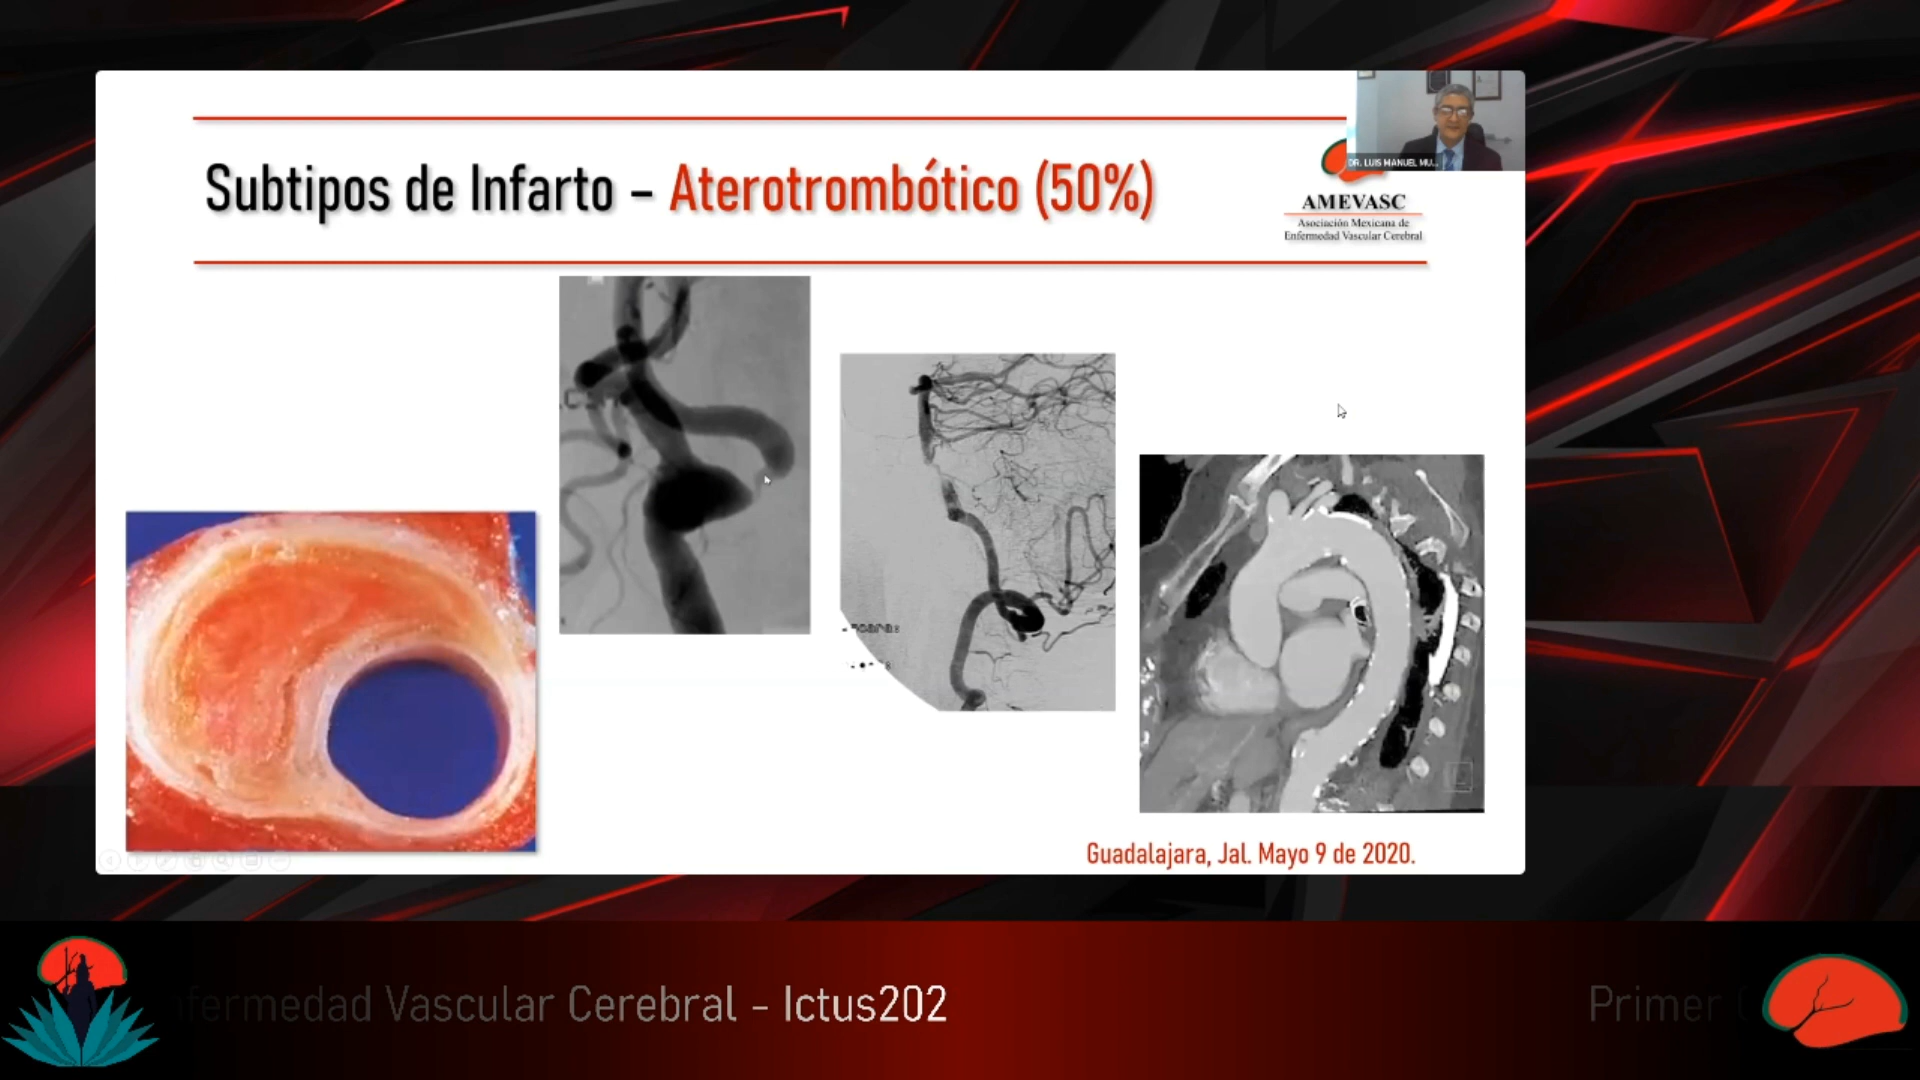 Subtipos de Infarto – Aterotrombótico (50%)
DR. LUIS MANUEL MU...
AMEVASC
Asociación Mexicana de
Enfermedad Vascular Cerebral
Guadalajara, Jal. Mayo 9 de 2020.
nfermedad Vascular Cerebral - Ictus202
Primer